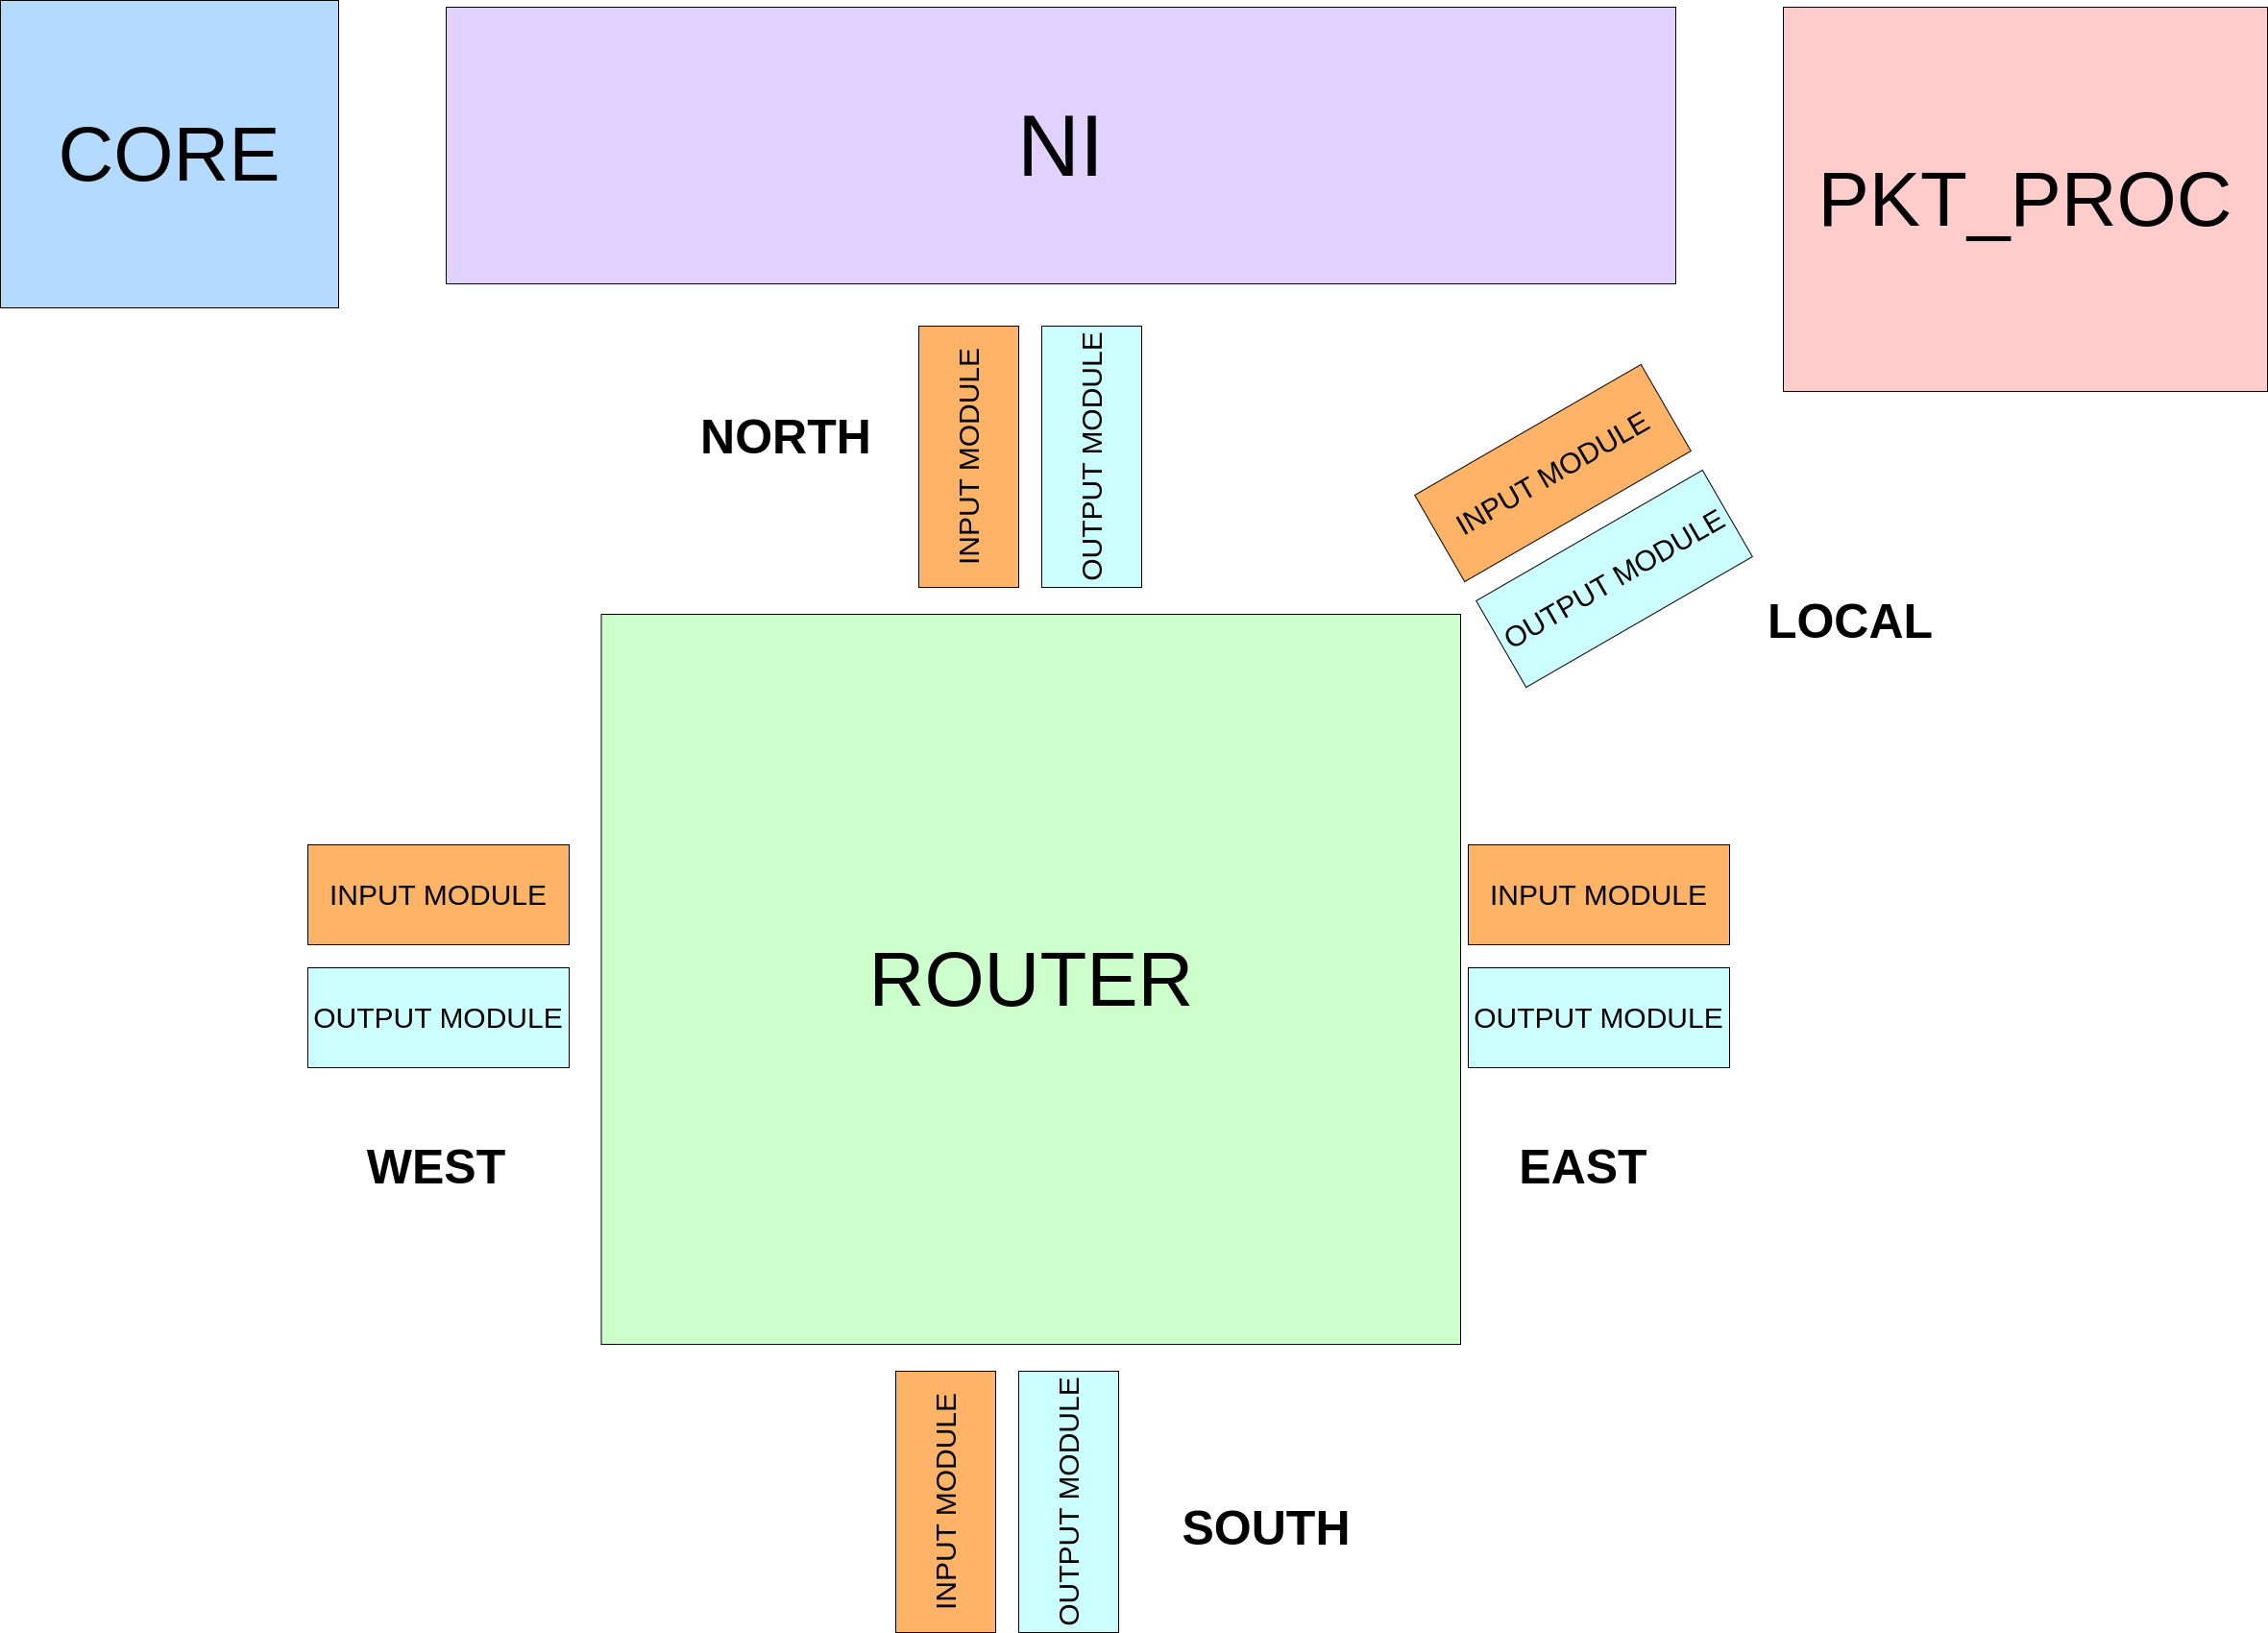 CORE
NI
PKT_PROC
NORTH
INPUT MODULE
OUTPUT MODULE
INPUT MODULE
OUTPUT MODULE
LOCAL
INPUT MODULE
OUTPUT MODULE
WEST
ROUTER
INPUT MODULE
OUTPUT MODULE
EAST
INPUT MODULE
OUTPUT MODULE
SOUTH